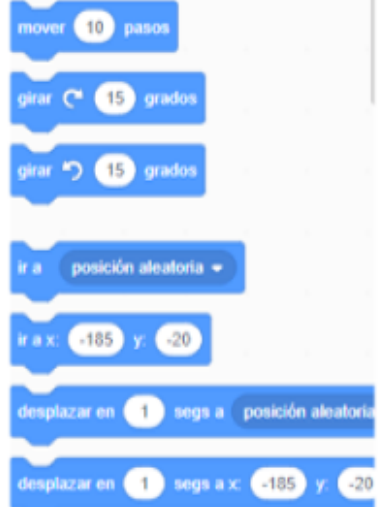 mover 10 pasos
girar 15 grados
girar 15 grados
ir a posición aleatoria
ir a x: -185 y: -20
desplazar en 1 segs a posición aleatoria
desplazar en 1 segs a x: -185 y: -20